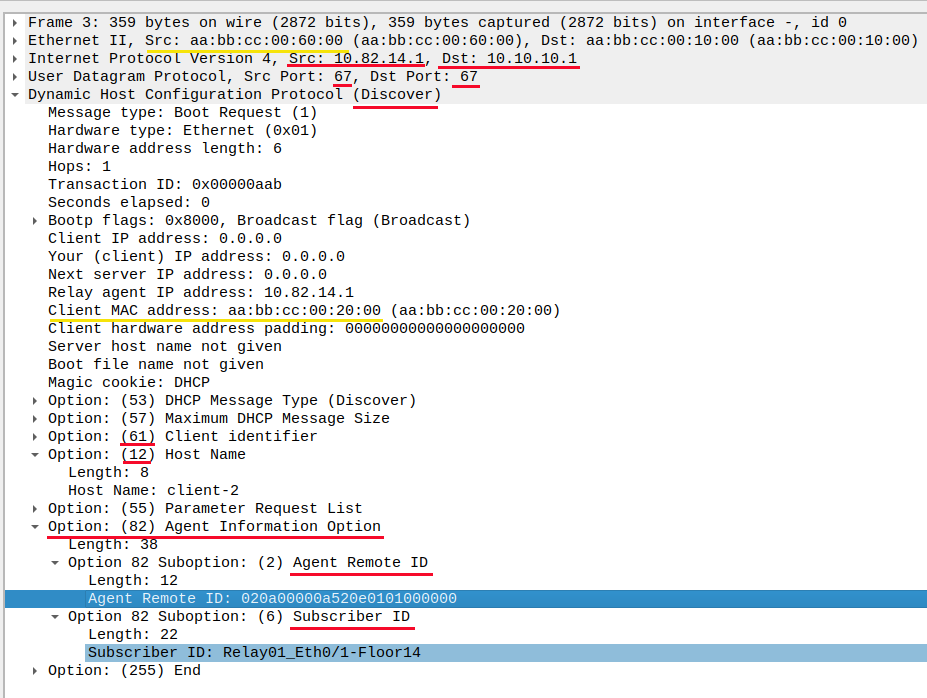 Frame 3: 359 bytes on wire (2872 bits), 359 bytes captured (2872 bits) on interface -, id 0
Ethernet II, Src: aa:bb:cc:00:60:00 (aa:bb:cc:00:60:00), Dst: aa:bb:cc:00:10:00 (aa:bb:cc:00:10:00)
Internet Protocol Version 4, Src: 10.82.14.1, Dst: 10.10.10.1
User Datagram Protocol, Src Port: 67, Dst Port: 67
Dynamic Host Configuration Protocol (Discover)
Message type: Boot Request (1)
Hardware type: Ethernet (0x01)
Hardware address length: 6
Hops: 1
Transaction ID: 0x00000aab
Seconds elapsed: 0
Bootp flags: 0x8000, Broadcast flag (Broadcast)
Client IP address: 0.0.0.0
Your (client) IP address: 0.0.0.0
Next server IP address: 0.0.0.0
Relay agent IP address: 10.82.14.1
Client MAC address: aa:bb:cc:00:20:00 (aa:bb:cc:00:20:00)
Client hardware address padding: 00000000000000000000
Server host name not given
Boot file name not given
Magic cookie: DHCP
Option: (53) DHCP Message Type (Discover)
Option: (57) Maximum DHCP Message Size
Option: (61) Client identifier
Option: (12) Host Name
Length: 8
Host Name: client-2
Option: (55) Parameter Request List
Option: (82) Agent Information Option
Length: 38
Option 82 Suboption: (2) Agent Remote ID
Length: 12
Agent Remote ID: 020a00000a520e0101000000
Option 82 Suboption: (6) Subscriber ID
Length: 22
Subscriber ID: Relay01_Eth0/1-Floor14
Option: (255) End